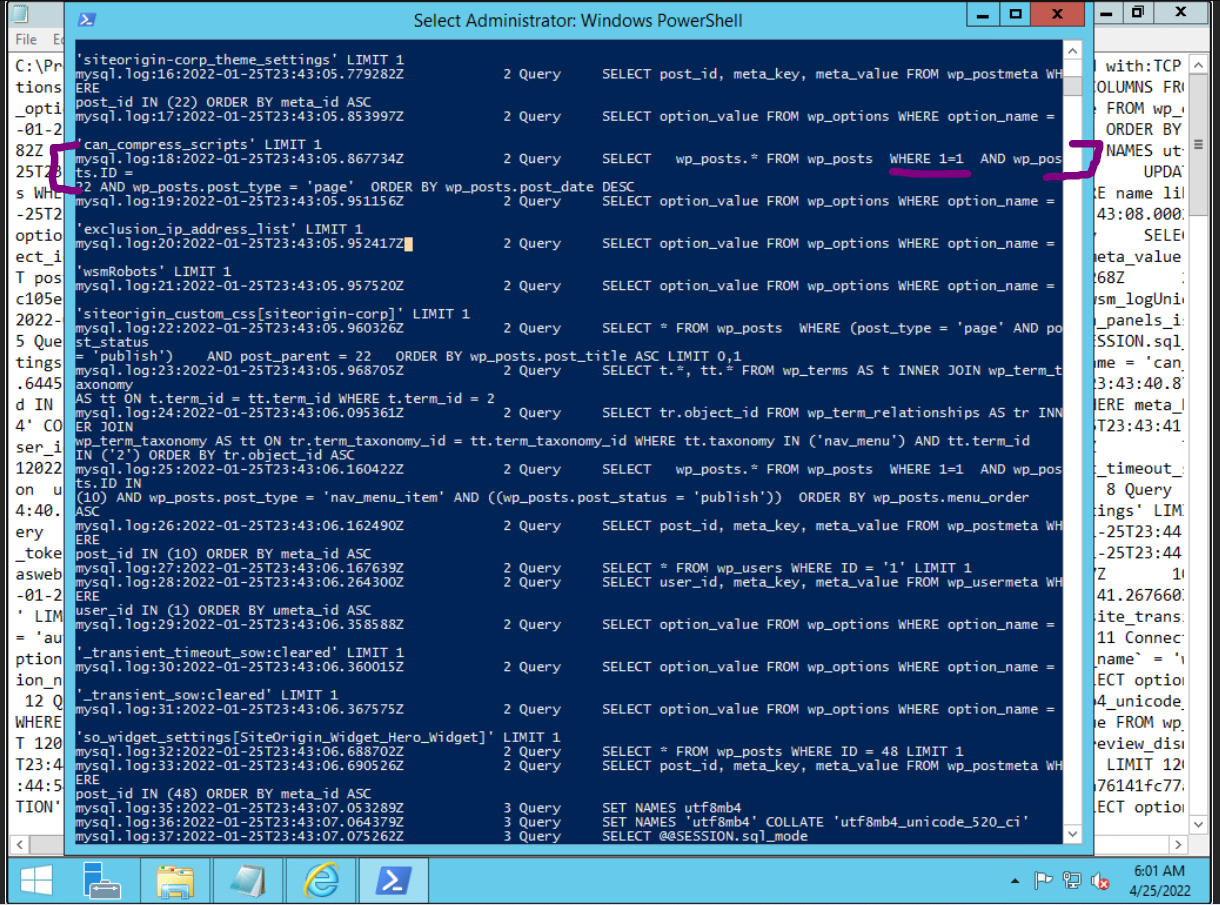 Select Administrator: Windows PowerShell
File
'siteorigin-corp_theme_settings' LIMIT 1
mysql.log:16:2022-01-25T23:43:05.779282Z 2 Query SELECT post_id, meta_key, meta_value FROM wp_postmeta WH
ERE
post_id IN (22) ORDER BY meta_id ASC
mysql.log:17:2022-01-25T23:43:05.853997Z 2 Query SELECT option_value FROM wp_options WHERE option_name =
'can_compress_scripts' LIMIT 1
mysql.log:18:2022-01-25T23:43:05.867734Z 2 Query SELECT wp_posts.* FROM wp_posts WHERE 1=1 AND wp_pos
ts.ID =
22 AND wp_posts.post_type = 'page' ORDER BY wp_posts.post_date DESC
mysql.log:19:2022-01-25T23:43:05.951156Z 2 Query SELECT option_value FROM wp_options WHERE option_name =
'exclusion_ip_address_list' LIMIT 1
mysql.log:20:2022-01-25T23:43:05.952417Z 2 Query SELECT option_value FROM wp_options WHERE option_name =
'wsmRobots' LIMIT 1
mysql.log:21:2022-01-25T23:43:05.957520Z 2 Query SELECT option_value FROM wp_options WHERE option_name =
'siteorigin_custom_css[siteorigin-corp]' LIMIT 1
mysql.log:22:2022-01-25T23:43:05.960326Z 2 Query SELECT * FROM wp_posts WHERE (post_type = 'page' AND po
st_status
= 'publish') AND post_parent = 22 ORDER BY wp_posts.post_title ASC LIMIT 0,1
mysql.log:23:2022-01-25T23:43:05.968705Z 2 Query SELECT t.*, tt.* FROM wp_terms AS t INNER JOIN wp_term_t
axonomy
AS tt ON t.term_id = tt.term_id WHERE t.term_id = 2
mysql.log:24:2022-01-25T23:43:06.095361Z 2 Query SELECT tr.object_id FROM wp_term_relationships AS tr INN
ER JOIN
wp_term_taxonomy AS tt ON tr.term_taxonomy_id = tt.term_taxonomy_id WHERE tt.taxonomy IN ('nav_menu') AND tt.term_id
IN ('2') ORDER BY tr.object_id ASC
mysql.log:25:2022-01-25T23:43:06.160422Z 2 Query SELECT wp_posts.* FROM wp_posts WHERE 1=1 AND wp_pos
ts.ID IN
(10) AND wp_posts.post_type = 'nav_menu_item' AND ((wp_posts.post_status = 'publish')) ORDER BY wp_posts.menu_order
ASC
mysql.log:26:2022-01-25T23:43:06.162490Z 2 Query SELECT post_id, meta_key, meta_value FROM wp_postmeta WH
ERE
post_id IN (10) ORDER BY meta_id ASC
mysql.log:27:2022-01-25T23:43:06.167639Z 2 Query SELECT * FROM wp_users WHERE ID = '1' LIMIT 1
mysql.log:28:2022-01-25T23:43:06.264300Z 2 Query SELECT user_id, meta_key, meta_value FROM wp_usermeta WH
ERE
user_id IN (1) ORDER BY umeta_id ASC
mysql.log:29:2022-01-25T23:43:06.358588Z 2 Query SELECT option_value FROM wp_options WHERE option_name =
'_transient_timeout_sow:cleared' LIMIT 1
mysql.log:30:2022-01-25T23:43:06.360015Z 2 Query SELECT option_value FROM wp_options WHERE option_name =
'_transient_sow:cleared' LIMIT 1
mysql.log:31:2022-01-25T23:43:06.367575Z 2 Query SELECT option_value FROM wp_options WHERE option_name =
'so_widget_settings[SiteOrigin_Widget_Hero_Widget]' LIMIT 1
mysql.log:32:2022-01-25T23:43:06.688702Z 2 Query SELECT * FROM wp_posts WHERE ID = 48 LIMIT 1
mysql.log:33:2022-01-25T23:43:06.690526Z 2 Query SELECT post_id, meta_key, meta_value FROM wp_postmeta WH
ERE
post_id IN (48) ORDER BY meta_id ASC
mysql.log:35:2022-01-25T23:43:07.053289Z 3 Query SET NAMES utf8mb4
mysql.log:36:2022-01-25T23:43:07.064379Z 3 Query SET NAMES 'utf8mb4' COLLATE 'utf8mb4_unicode_520_ci'
mysql.log:37:2022-01-25T23:43:07.075262Z 3 Query SELECT @@SESSION.sql_mode
6:01 AM
4/25/2022